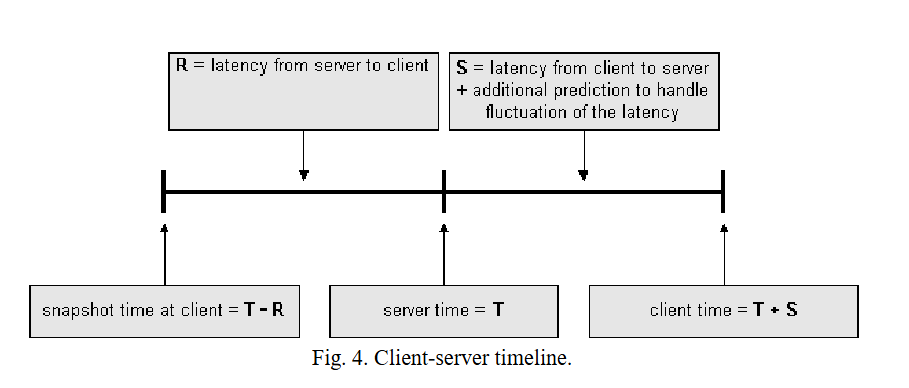 R = latency from server to client
S = latency from client to server
+ additional prediction to handle
fluctuation of the latency
snapshot time at client = T - R
server time = T
client time = T + S
Fig. 4. Client-server timeline.